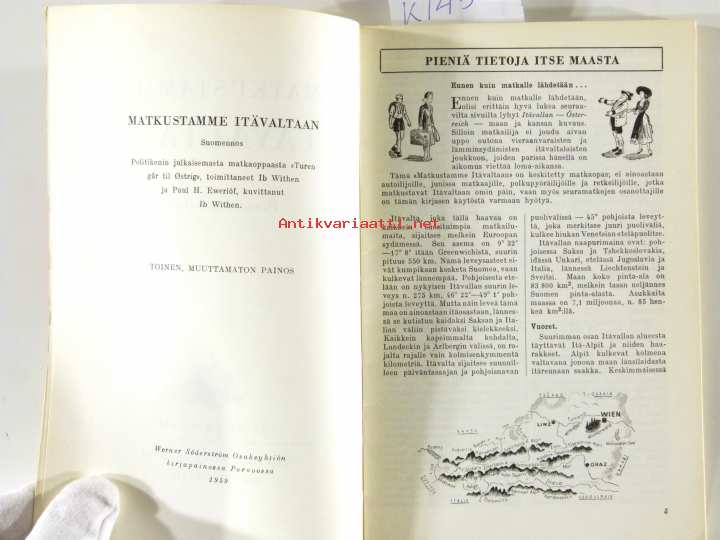 K145
MATKUSTAMME ITÄVALTAAN
Suomennos
Politikenin julkaisemasta matkaoppaasta »Turen
går til Østrig», toimittaneet Ib Withen
ja Poul H. Ewerlöf, kuvittanut
Ib Withen.
TOINEN, MUUTTAMATON PAINOS
Werner Söderström Osakeyhtiön
kirjapainossa Porvoossa
1959
Antikvariaatit.net
PIENIÄ TIETOJA ITSE MAASTA
Ennen kuin matkalle lähdetään...
Ennen kuin matkalle lähdetään,
olisi erittäin hyvä lukea seuraa-
vilta sivuilta lyhyt Itävallan — Öster-
reich — maan ja kansan kuvaus.
Silloin matkailija ei joudu aivan
uppo outona vieraanvaraisten ja
lämminsydämisten itävaltalaisten
joukkoon, joiden parissa hänellä on
aikomus viettää loma-aikansa.
Tämä »Matkustamme Itävaltaan» on keskitetty matkaopas; ei ainoastaan
autoilijoille, junissa matkaajille, polkupyöräilijöille ja retkeilijöille, jotka
matkustavat Itävaltaan omin päin, vaan myös seuramatkojen osanottajille
on tämän kirjasen käytöstä varmaan hyötyä.
Itävalta, joka tällä haavaa on
matkailu-
maita, sijaitsee melkein Euroopan
sydämessä. Sen asema on 9° 32′
—17° 8′ itään Greenwichistä, suurin
pituus 550 km. Nämä leveysasteet ei-
vät kumpikaan kosketa Suomea, vaan
kulkevat lännempää. Pohjoisesta ete-
lään on nykyisen Itävallan suurin le-
veys n. 275 km, 46° 22′—49° 1′ poh-
joista leveyttä. Mutta näin leveä tämä
maa on ainoastaan itäosastaan, lännes-
sä se kutistuu kaidoksi Saksan ja Ita-
lian väliin pistäväksi kielekkeeksi.
Kaikkein kapeimmalta kohdalta,
Landeckin ja Arlbergin välissä, on ra-
jalta rajalle vain kolmisenkymmentä
kilometriä. Itävalta sijaitsee suunnil-
leen päiväntasaajan ja pohjoisnavan
puolivälissä — 45° pohjoista leveyt-
tä, joka merkitsee juuri puoliväliä,
kulkee hiukan Venetsian eteläpuolitse.
Itävallan naapurimaina ovat: poh-
joisessa Saksa ja Tshekkoslovakia,
idässä Unkari, etelässä Jugoslavia ja
Italia, lännessä Liechtenstein ja
Sveitsi. Maan koko pinta-ala on
83 800 km², melkein tasan neljännes
Suomen pinta-alasta. Asukkaita
maassa on 7,1 miljoonaa, n. 85 hen-
keä km²:llä.
Vuoret.
Suurimman osan Itävallan alueesta
täyttävät Itä-Alpit ja niiden haa-
rakkeet. Alpit kulkevat kolmena
valtavana jonona maan länsilaidasta
itäreunaan saakka. Keskimmäisessä
LINZ
WIEN
GRAZ
ITALIE
5